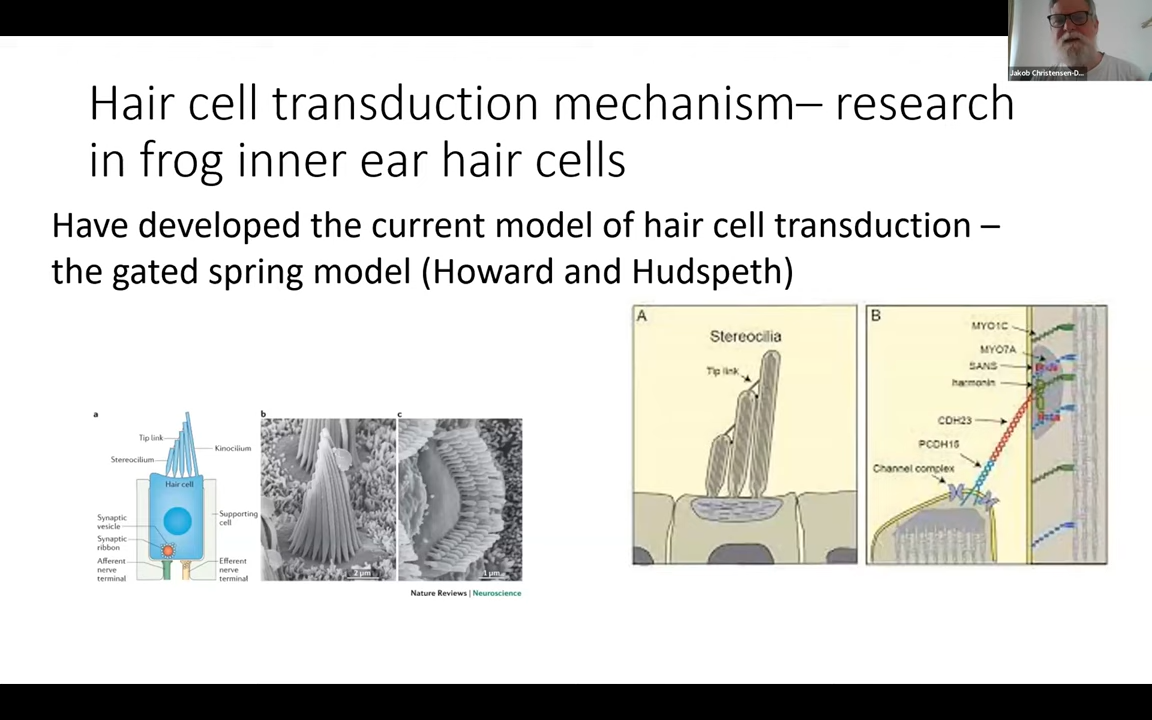 Jakob Christensen-D...
Hair cell transduction mechanism– research
in frog inner ear hair cells
Have developed the current model of hair cell transduction –
the gated spring model (Howard and Hudspeth)
a
Tip link
Kinocilium
Stereocilium
Hair cell
Synaptic
vesicle
Supporting
cell
Synaptic
ribbon
Afferent
nerve
terminal
Efferent
nerve
terminal
b
2 µm
c
1 µm
Nature Reviews | Neuroscience
A
Stereocilia
Tip link
B
MYO1C
MYO7A
SANS
harmonin
CDH23
PCDH15
Channel complex